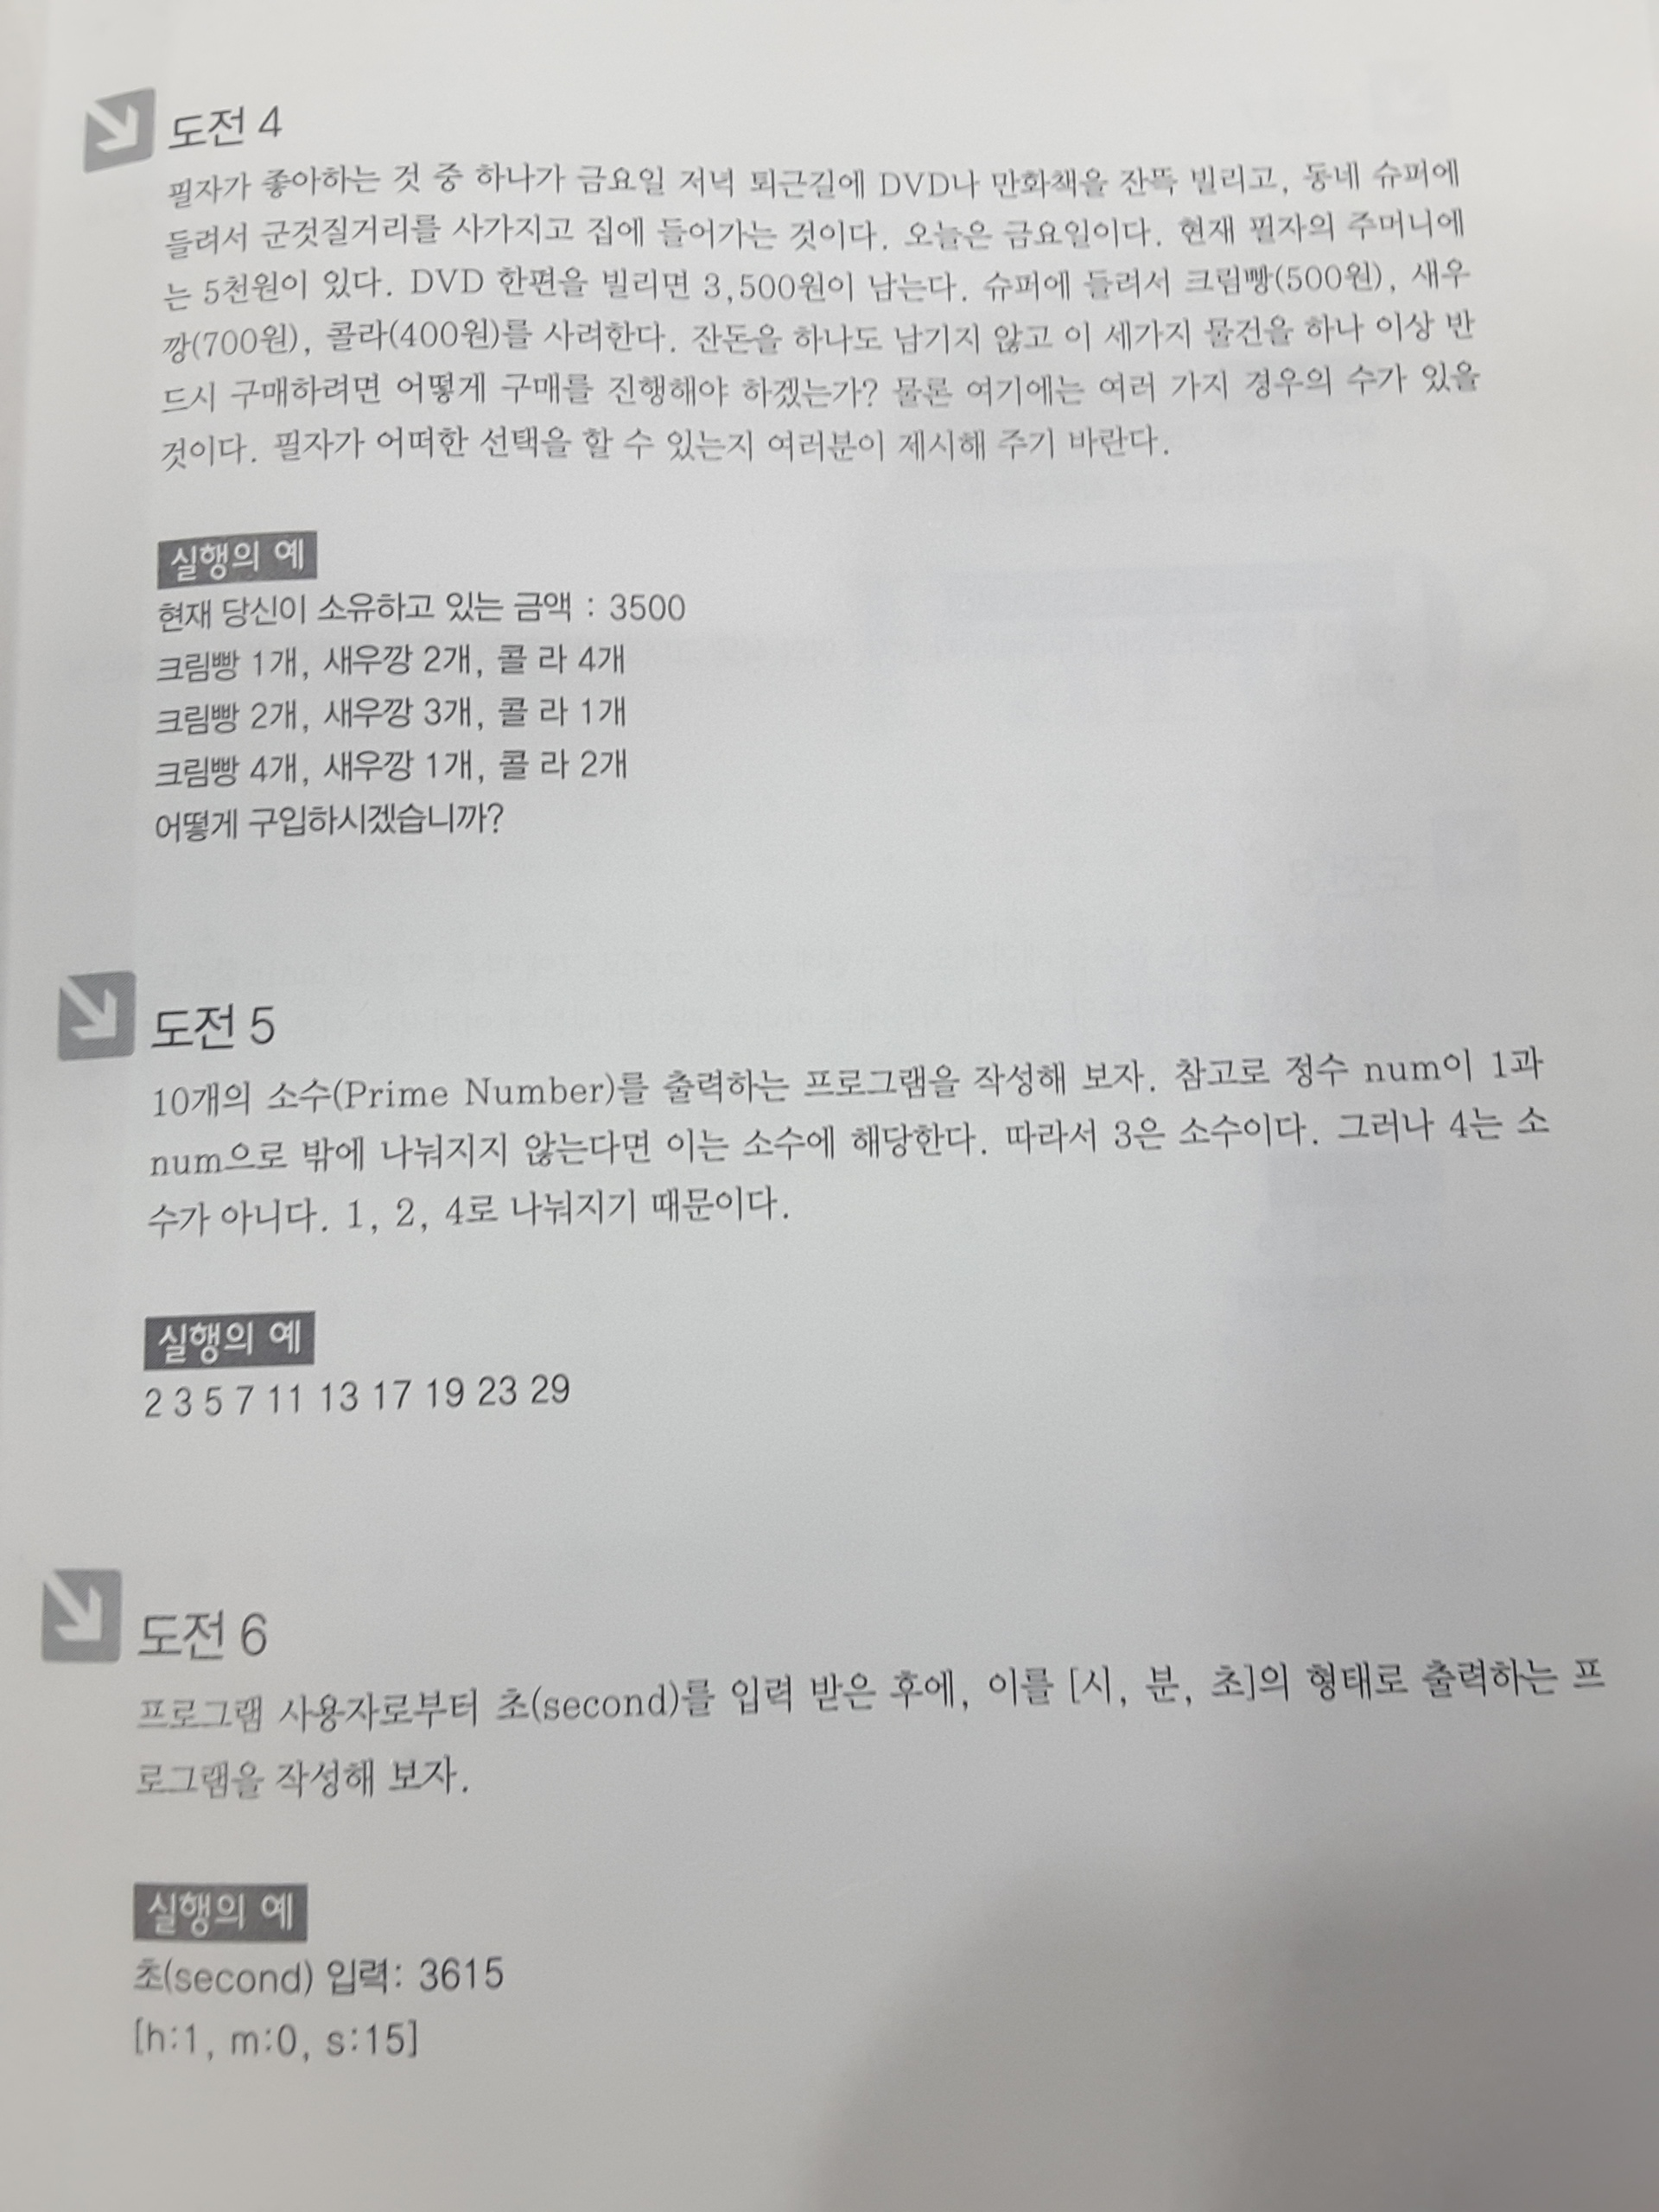 도전 4
필자가 좋아하는 것 중 하나가 금요일 저녁 퇴근길에 DVD나 만화책을 잔뜩 빌리고, 동네 슈퍼에
들려서 군것질거리를 사가지고 집에 들어가는 것이다. 오늘은 금요일이다. 현재 필자의 주머니에
는 5천원이 있다. DVD 한편을 빌리면 3,500원이 남는다. 슈퍼에 들려서 크림빵(500원), 새우
깡(700원), 콜라(400원)를 사려한다. 잔돈을 하나도 남기지 않고 이 세가지 물건을 하나 이상 반
드시 구매하려면 어떻게 구매를 진행해야 하겠는가? 물론 여기에는 여러 가지 경우의 수가 있을
것이다. 필자가 어떠한 선택을 할 수 있는지 여러분이 제시해 주기 바란다.
실행의 예
현재 당신이 소유하고 있는 금액 : 3500
크림빵 1개, 새우깡 2개, 콜 라 4개
크림빵 2개, 새우깡 3개, 콜 라 1개
크림빵 4개, 새우깡 1개, 콜 라 2개
어떻게 구입하시겠습니까?
도전 5
10개의 소수(Prime Number)를 출력하는 프로그램을 작성해 보자. 참고로 정수 num이 1과
num으로 밖에 나눠지지 않는다면 이는 소수에 해당한다. 따라서 3은 소수이다. 그러나 4는 소
수가 아니다. 1, 2, 4로 나눠지기 때문이다.
실행의 예
2 3 5 7 11 13 17 19 23 29
도전 6
프로그램 사용자로부터 초(second)를 입력 받은 후에, 이를 [시, 분, 초]의 형태로 출력하는 프
로그램을 작성해 보자.
실행의 예
초(second) 입력: 3615
[h:1, m:0, s:15]